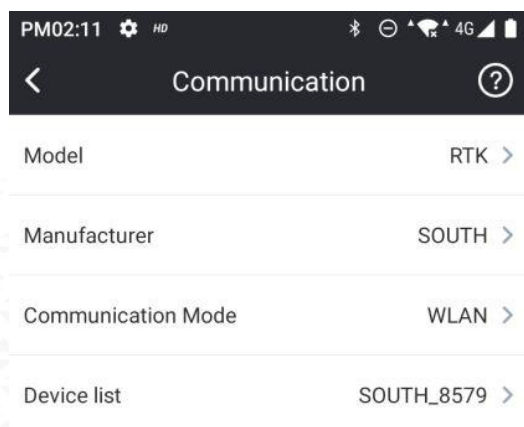 PM02:11 HD 4G
Communication ?
Model RTK >
Manufacturer SOUTH >
Communication Mode WLAN >
Device list SOUTH_8579 >